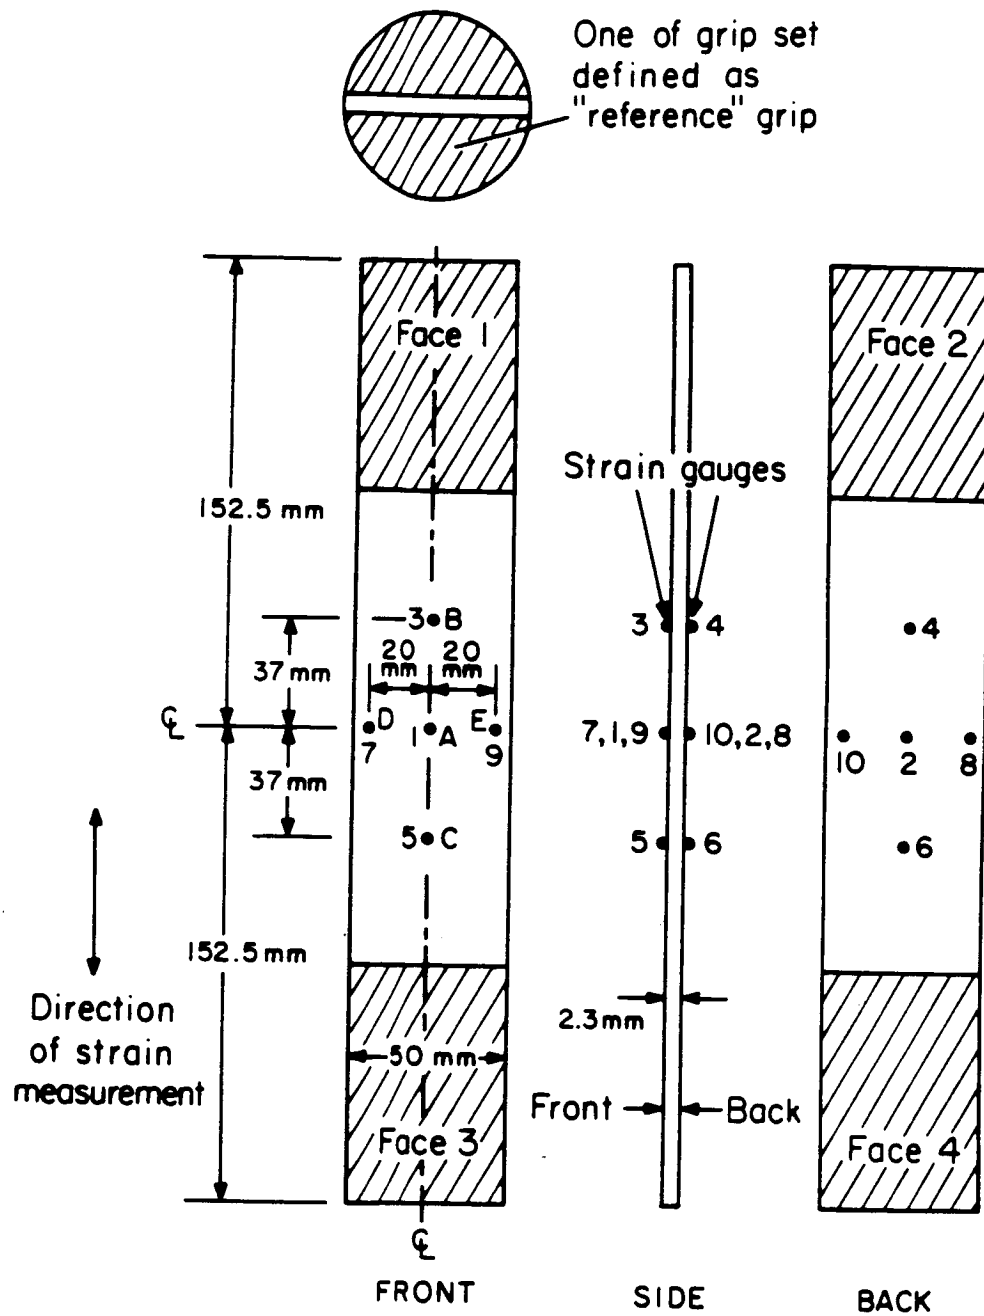 One of grip set
defined as
"reference" grip
Face 1
Face 2
Strain gauges
152.5 mm
3 B
3 4
4
20 mm
20 mm
37 mm
℄
D
7
1 A
E
9
7, 1, 9
10, 2, 8
10
2
8
37 mm
5 C
5 6
6
152.5 mm
Direction
of strain
measurement
2.3 mm
50 mm
Front
Back
Face 3
Face 4
℄
FRONT
SIDE
BACK